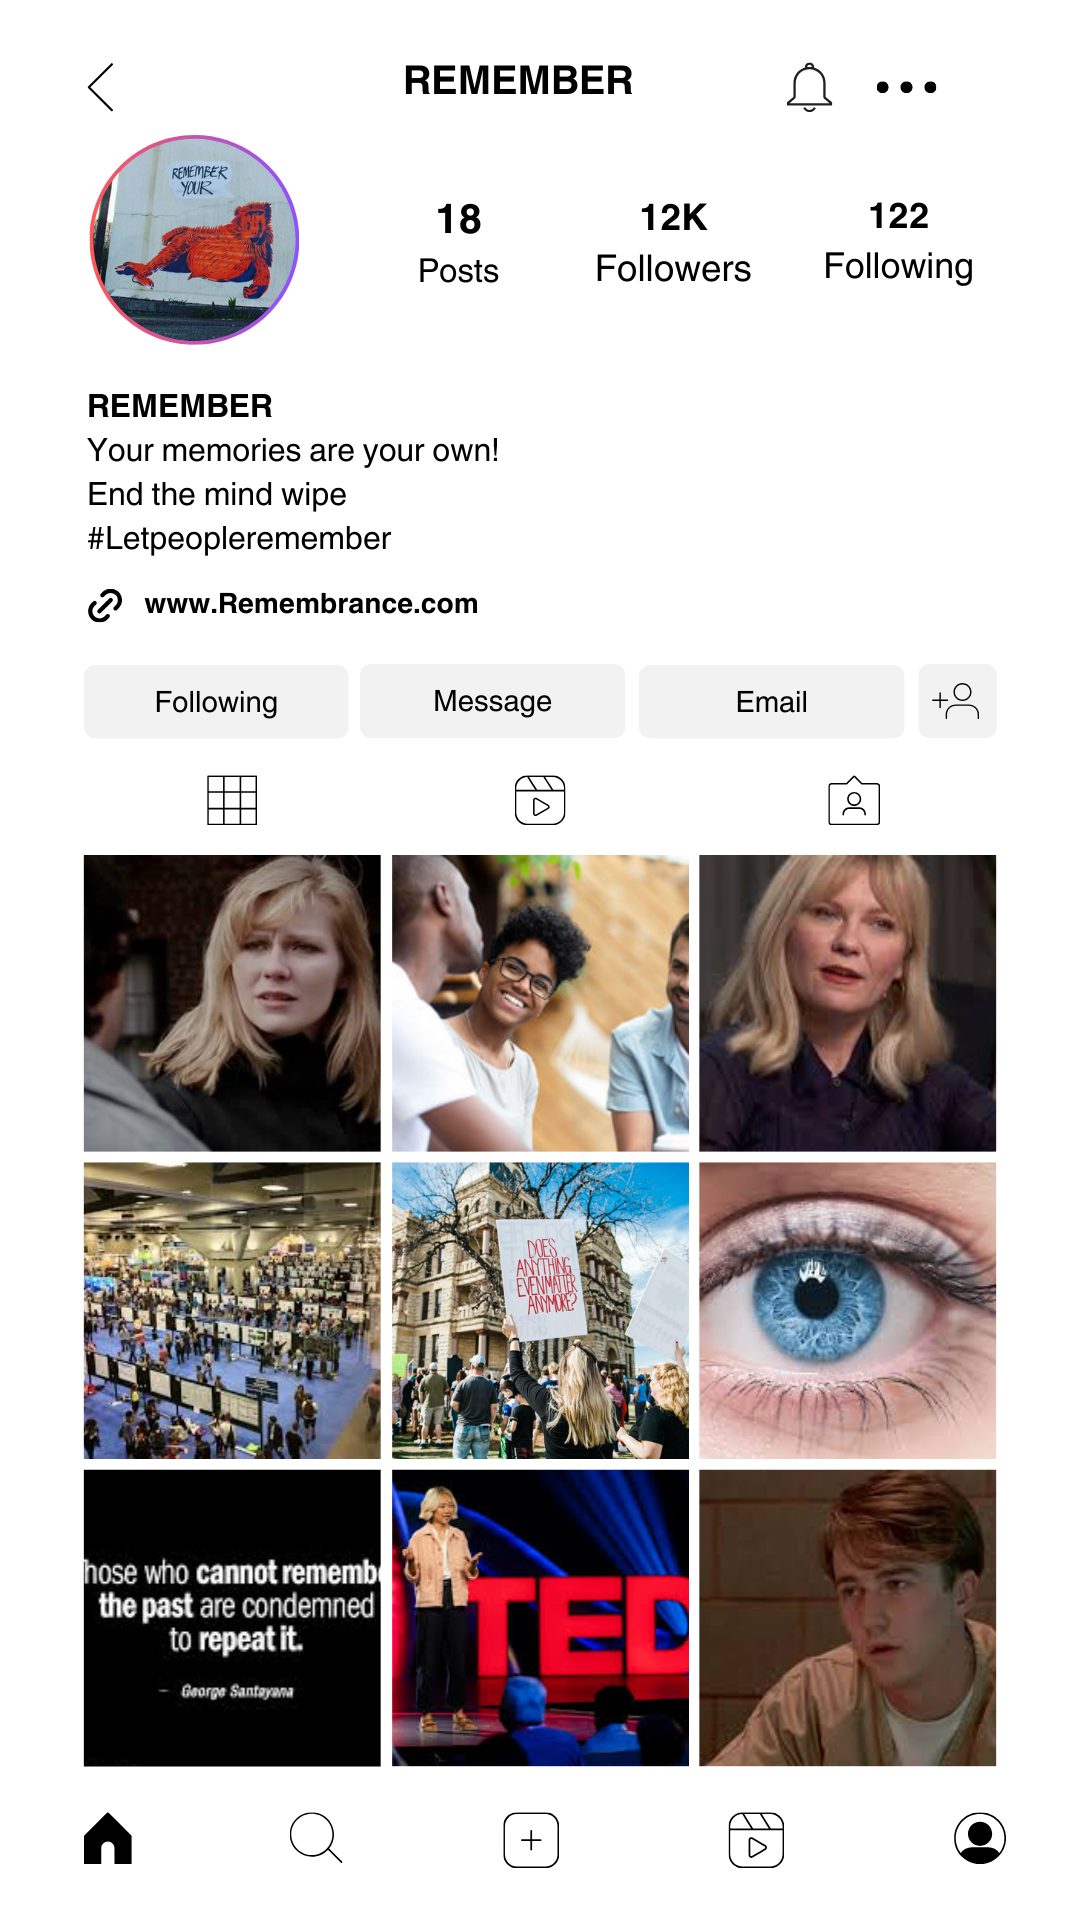 REMEMBER
REMEMBER
YOUR
18
Posts
12K
Followers
122
Following
REMEMBER
Your memories are your own!
End the mind wipe
#Letpeopleremember
www.Remembrance.com
Following
Message
Email
DOES
ANYTHING
EVEN MATTER
ANYMORE?
hose who cannot rememb
the past are condemned
to repeat it.
– George Santayana
TED